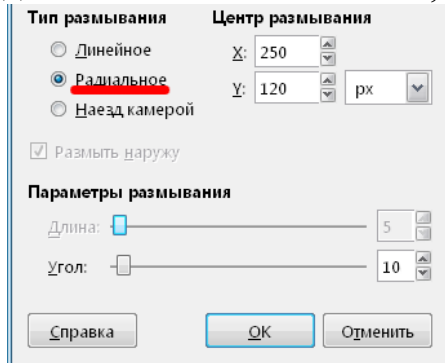 Тип размывания Центр размывания
Линейное X: 250
Радиальное Y: 120 px
Наезд камерой
Размыть наружу
Параметры размывания
Длина: 5
Угол: 10
Справка OK Отменить